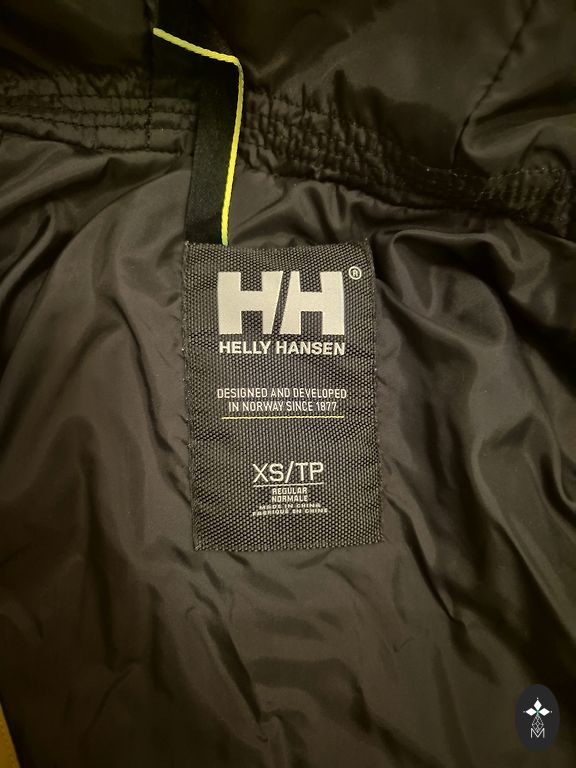 HH®
HELLY HANSEN
DESIGNED AND DEVELOPED
IN NORWAY SINCE 1877
XS/TP
REGULAR
NORMALE
MADE IN CHINA
FABRIQUÉ EN CHINE
M